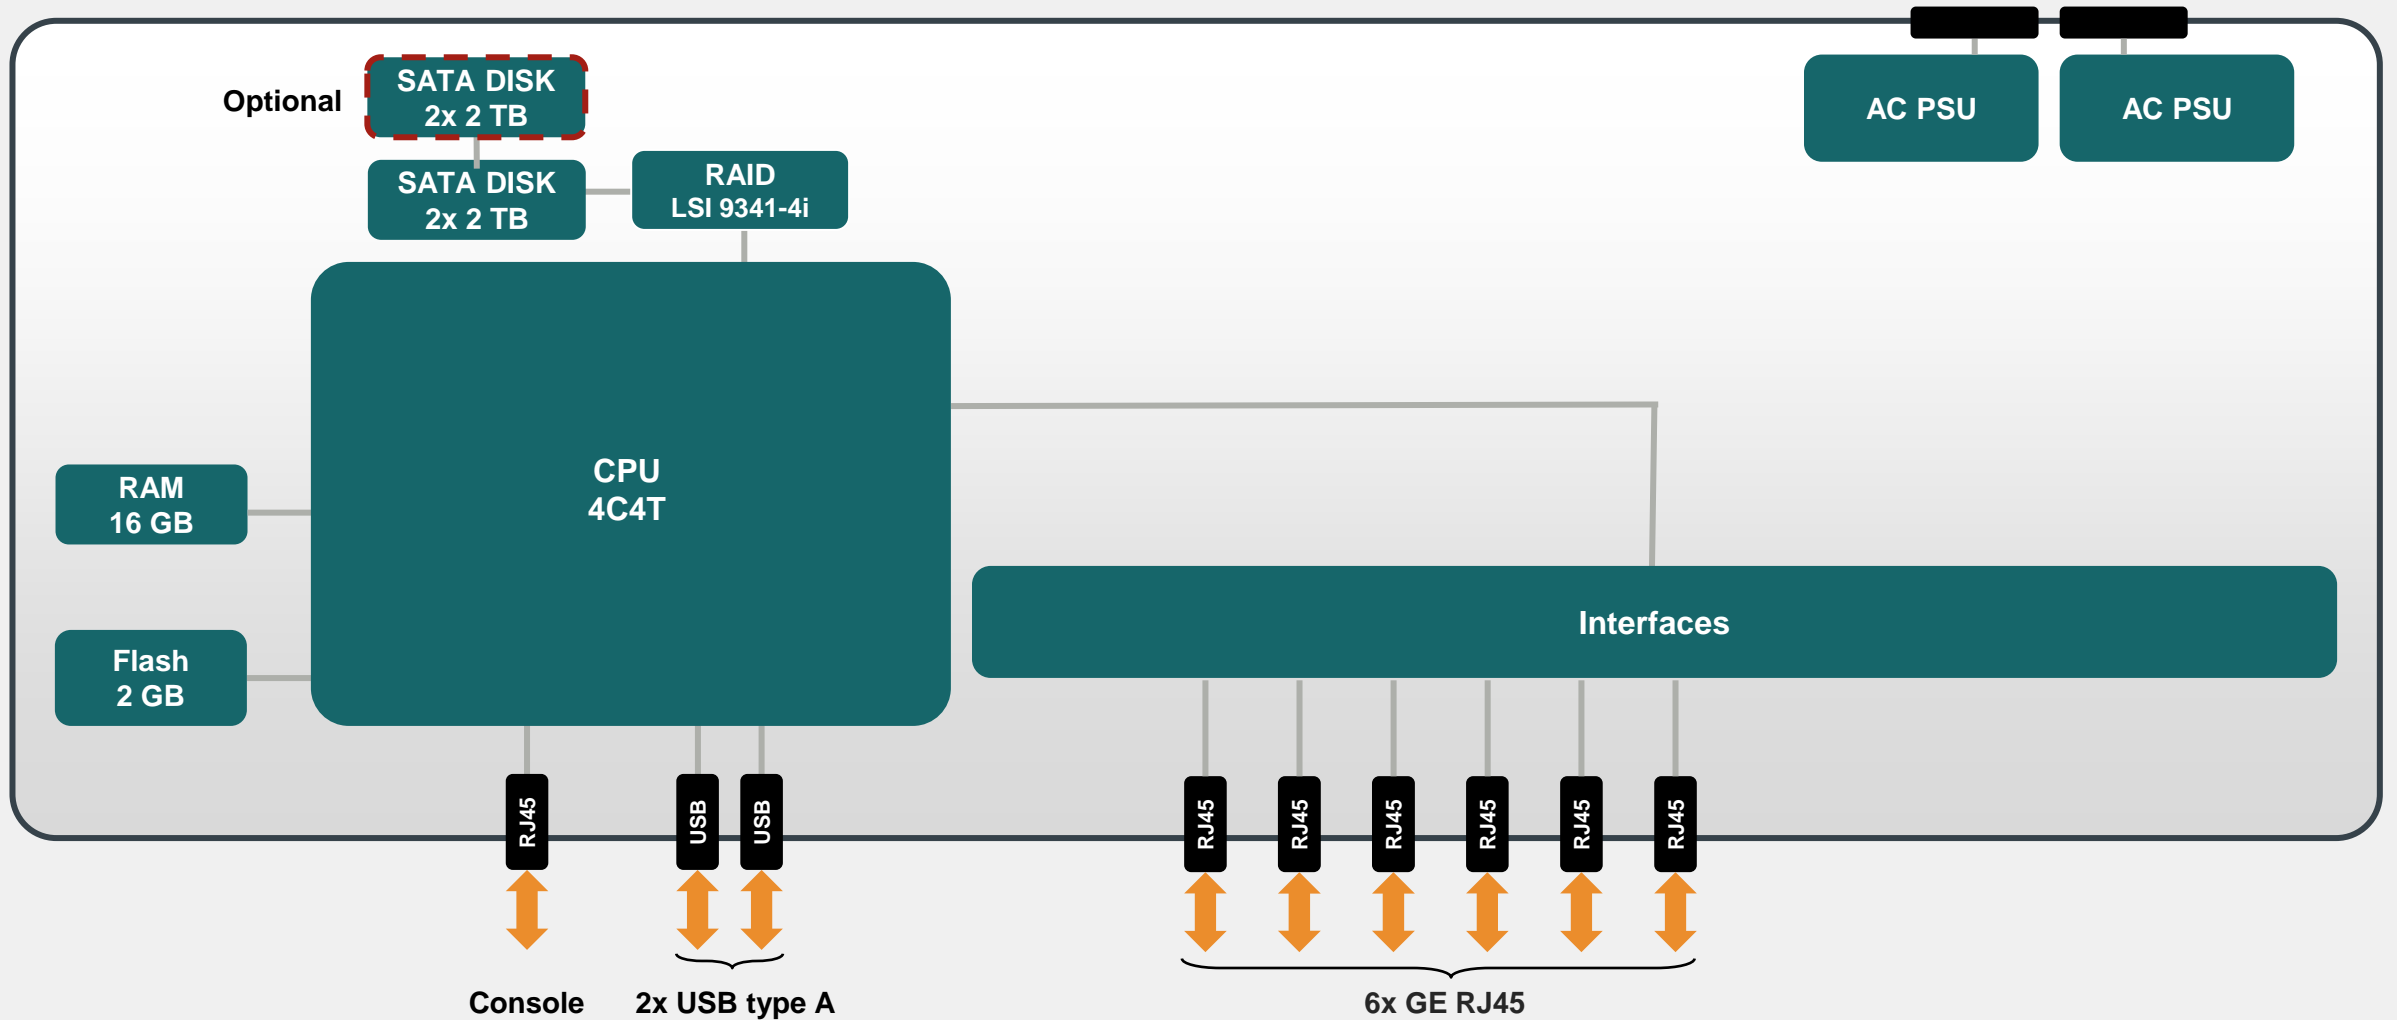 Optional
SATA DISK
2x 2 TB
SATA DISK
2x 2 TB
RAID
LSI 9341-4i
AC PSU
AC PSU
CPU
4C4T
RAM
16 GB
Flash
2 GB
Interfaces
RJ45
USB
USB
RJ45
RJ45
RJ45
RJ45
RJ45
RJ45
Console
2x USB type A
6x GE RJ45